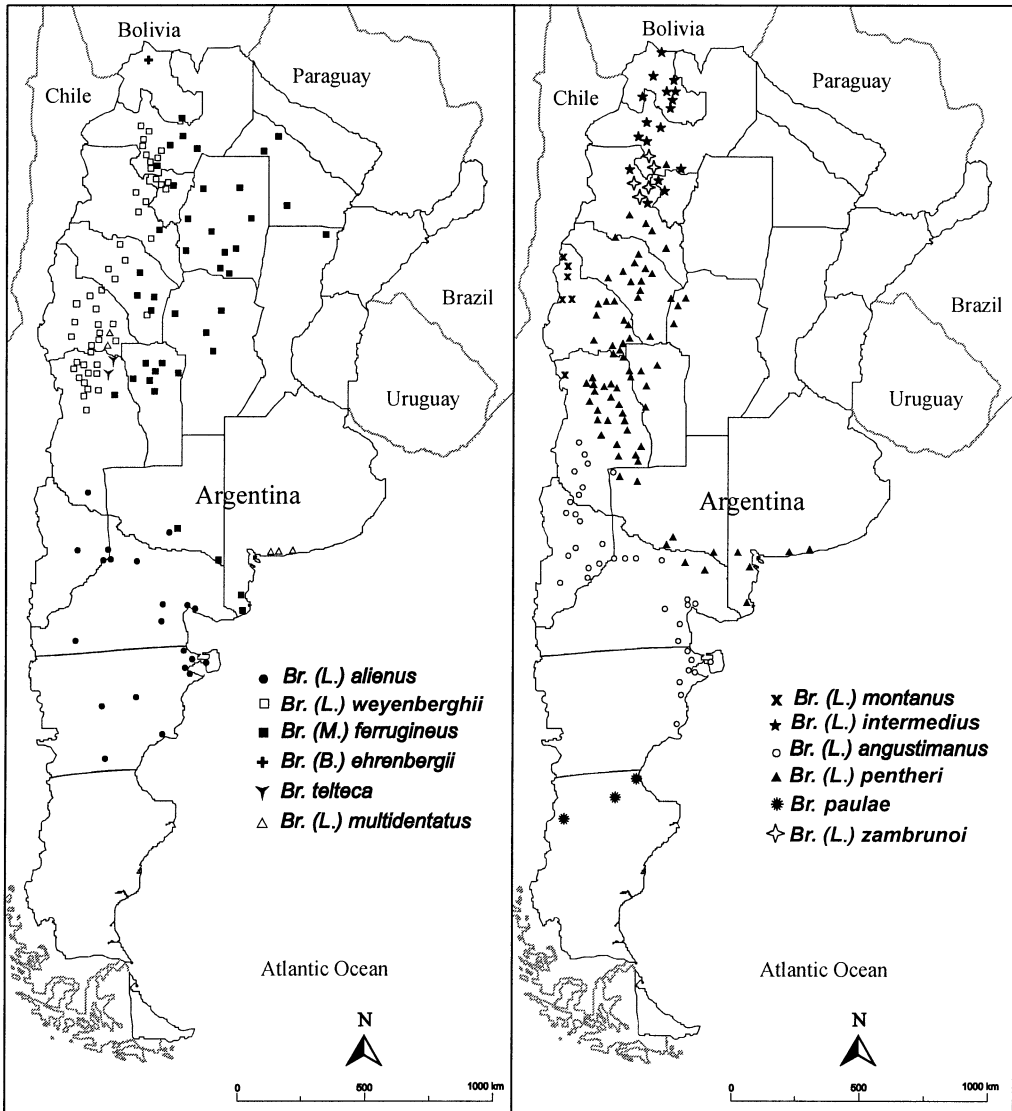 Bolivia
Paraguay
Chile
Brazil
Uruguay
Argentina
Br. (L.) alienus
Br. (L.) weyenberghii
Br. (M.) ferrugineus
Br. (B.) ehrenbergii
Br. telteca
Br. (L.) multidentatus
Atlantic Ocean
N
0 500 1000 km
Bolivia
Paraguay
Chile
Brazil
Uruguay
Argentina
Br. (L.) montanus
Br. (L.) intermedius
Br. (L.) angustimanus
Br. (L.) pentheri
Br. paulae
Br. (L.) zambrunoi
Atlantic Ocean
N
0 500 1000 km